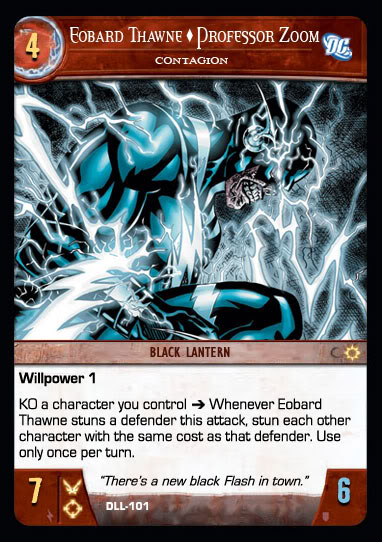 4
EOBARD THAWNE ♦ PROFESSOR ZOOM
DC
CONTAGION
BLACK LANTERN
C
Willpower 1
KO a character you control ➔ Whenever Eobard
Thawne stuns a defender this attack, stun each other
character with the same cost as that defender. Use
only once per turn.
"There's a new black Flash in town."
7
DLL-101
6